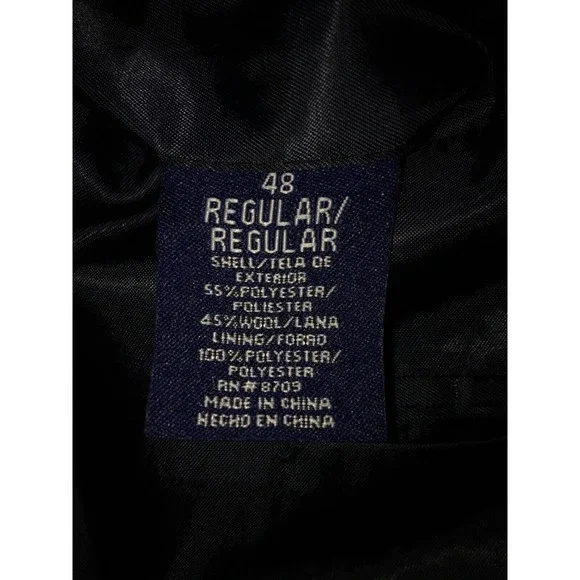 48
REGULAR/
REGULAR
SHELL/TELA DE
EXTERIOR
55%POLYESTER/
POLIESTER
45%WOOL/LANA
LINING/FORRO
100%POLYESTER/
POLYESTER
RN#8709
MADE IN CHINA
HECHO EN CHINA